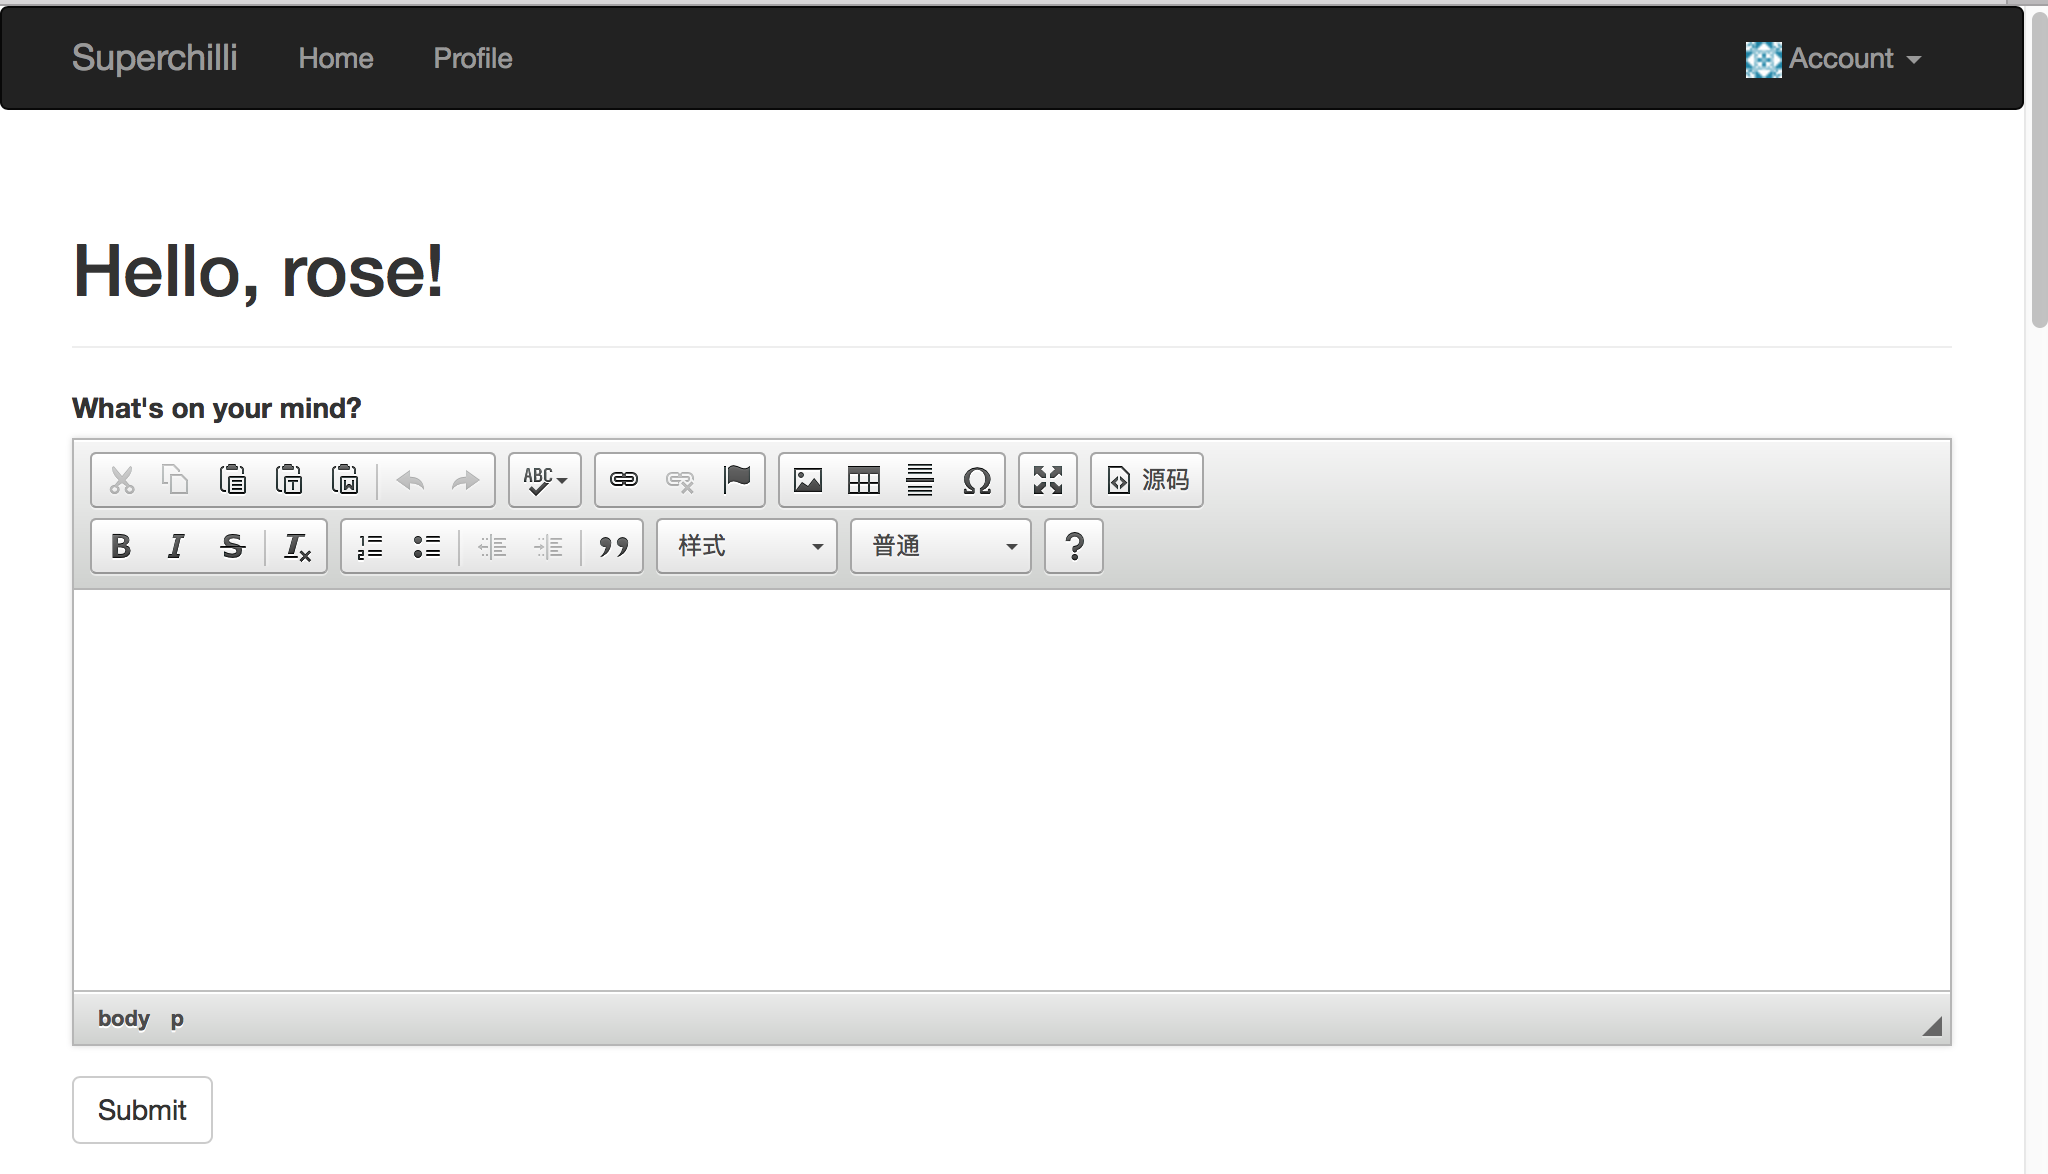 Superchilli Home Profile Account
Hello, rose!
What's on your mind?
ABC 源码
B I S Tx 样式 普通 ?
body p
Submit